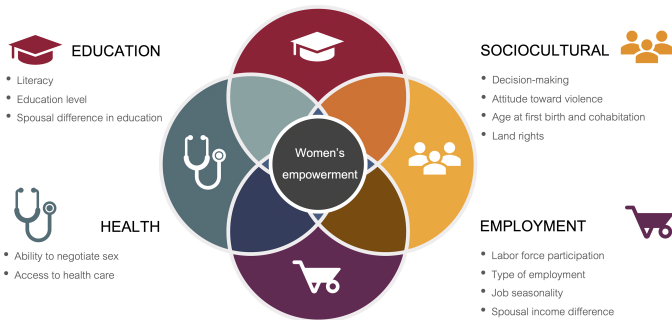 EDUCATION
• Literacy
• Education level
• Spousal difference in education
SOCIOCULTURAL
• Decision-making
• Attitude toward violence
• Age at first birth and cohabitation
• Land rights
Women's
empowerment
HEALTH
• Ability to negotiate sex
• Access to health care
EMPLOYMENT
• Labor force participation
• Type of employment
• Job seasonality
• Spousal income difference